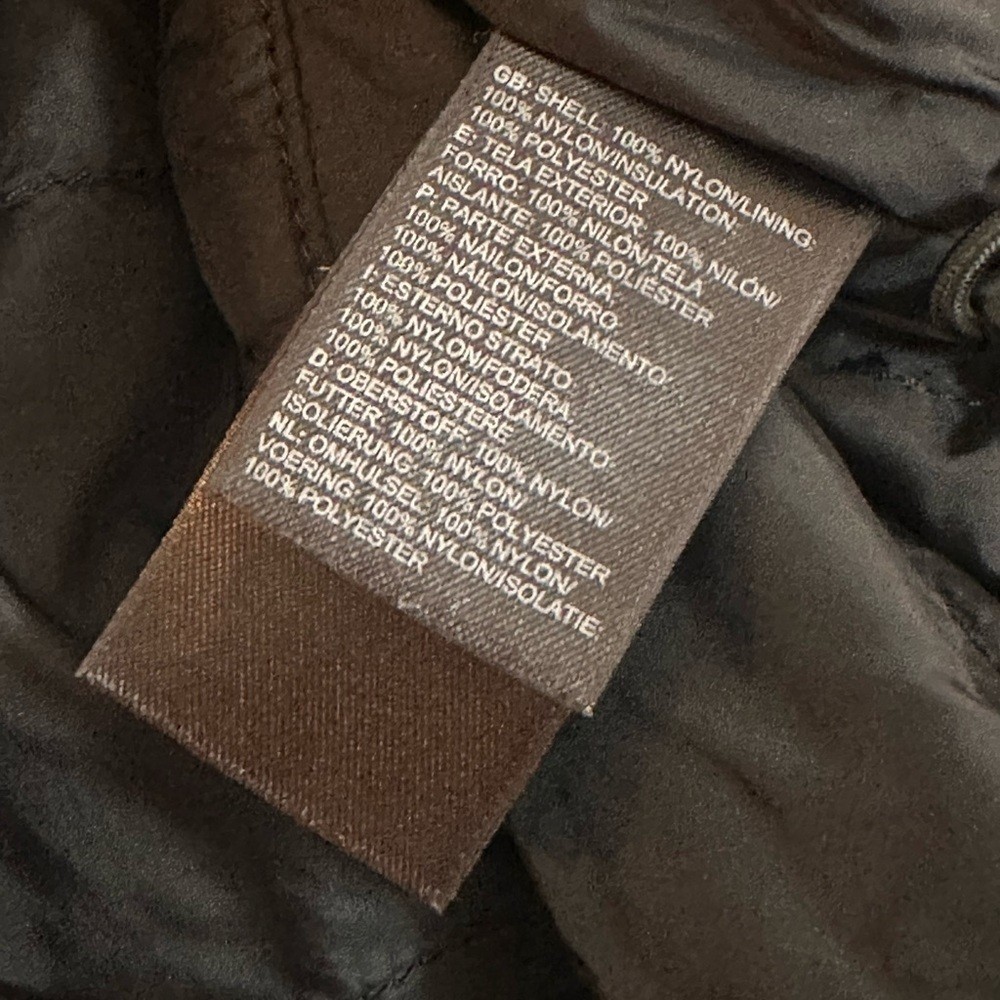 GB: SHELL: 100% NYLON/LINING:
100% NYLON/INSULATION:
100% POLYESTER
E: TELA EXTERIOR. 100% NILÓN/
FORRO: 100% NILÓN/TELA
AISLANTE: 100% POLIÉSTER
P: PARTE EXTERNA.
100% NAILON/FORRO.
100% NAILON/ISOLAMENTO/
100% POLIESTER
I: ESTERNO STRATO:
100% NYLON/FODERA.
100% NYLON/ISOLAMENTO:
100% POLIESTERE
D: OBERSTOFF: 100% NYLON/
FUTTER: 100% NYLON/
ISOLIERUNG: 100% POLYESTER
NL: OMHULSEL: 100% NYLON/
VOERING: 100% NYLON/ISOLATIE:
100% POLYESTER